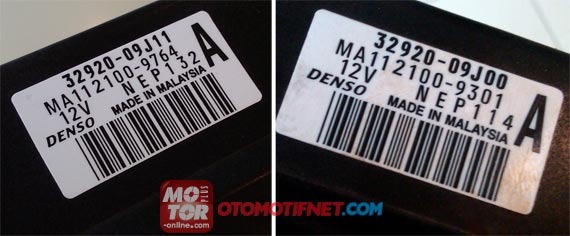 32920-09J11
MA112100-9764
12V NEP132
A
DENSO MADE IN MALAYSIA
32920-09J00
MA112100-9301
12V NEP114
A
DENSO MADE IN MALAYSIA
MOTOR PLUS
-online.com
OTOMOTIFNET.COM